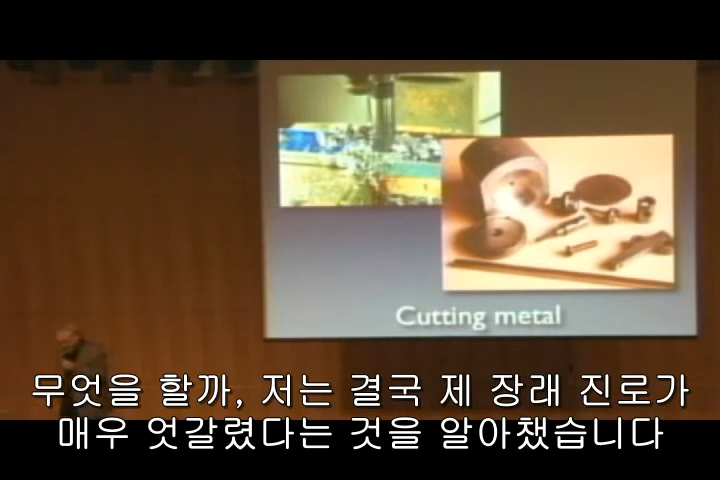 Cutting metal
무엇을 할까, 저는 결국 제 장래 진로가
매우 엇갈렸다는 것을 알아챘습니다